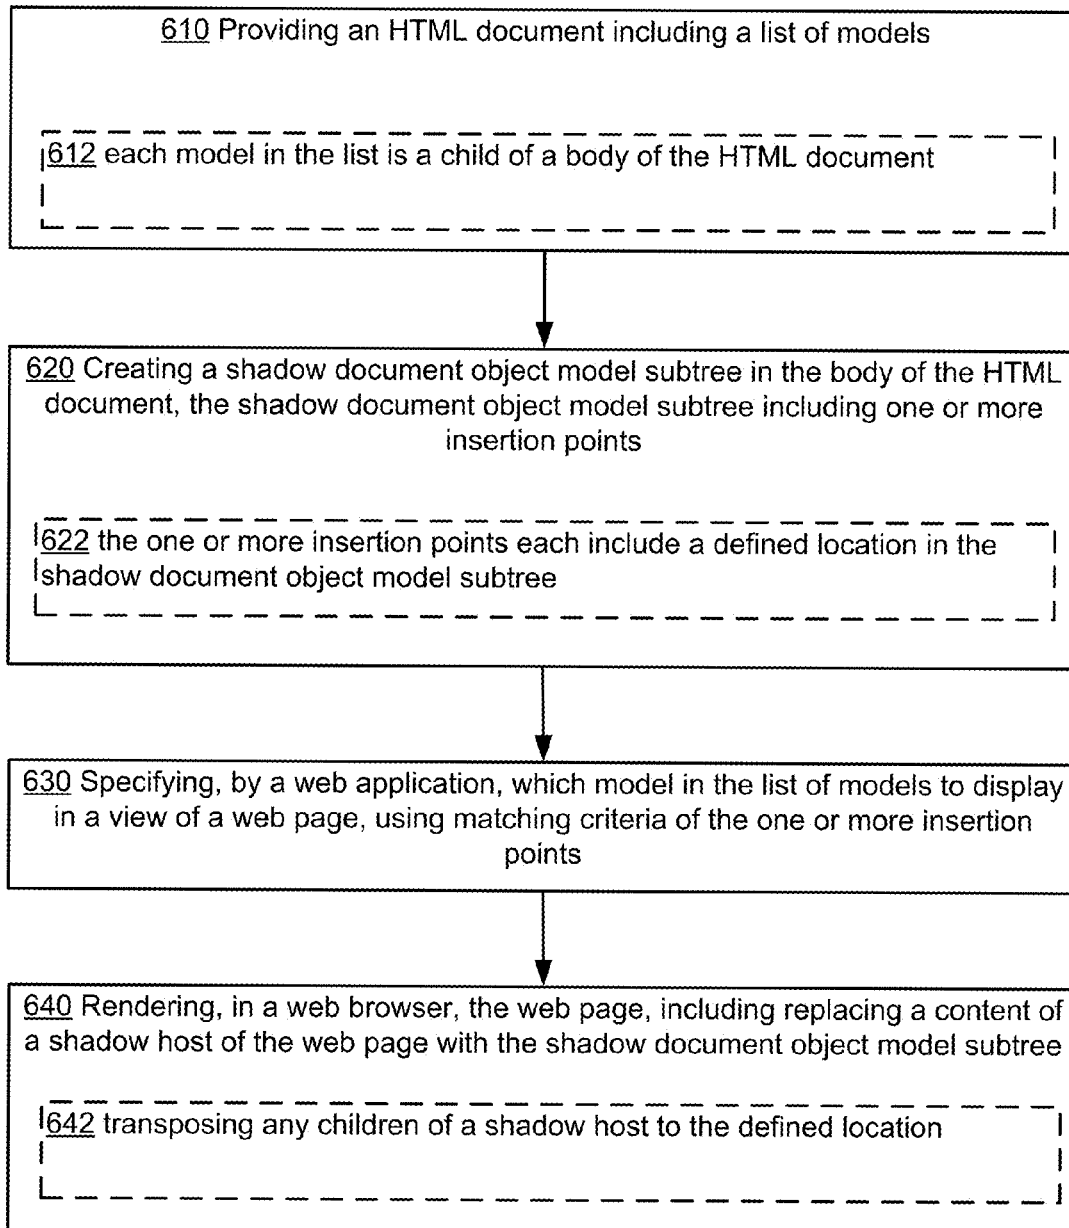 610 Providing an HTML document including a list of models
612 each model in the list is a child of a body of the HTML document
620 Creating a shadow document object model subtree in the body of the HTML
document, the shadow document object model subtree including one or more
insertion points
622 the one or more insertion points each include a defined location in the
shadow document object model subtree
630 Specifying, by a web application, which model in the list of models to display
in a view of a web page, using matching criteria of the one or more insertion
points
640 Rendering, in a web browser, the web page, including replacing a content of
a shadow host of the web page with the shadow document object model subtree
642 transposing any children of a shadow host to the defined location